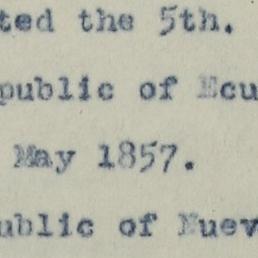 ted the 5th.
public of Ecu
May 1857.
ublic of Nuev